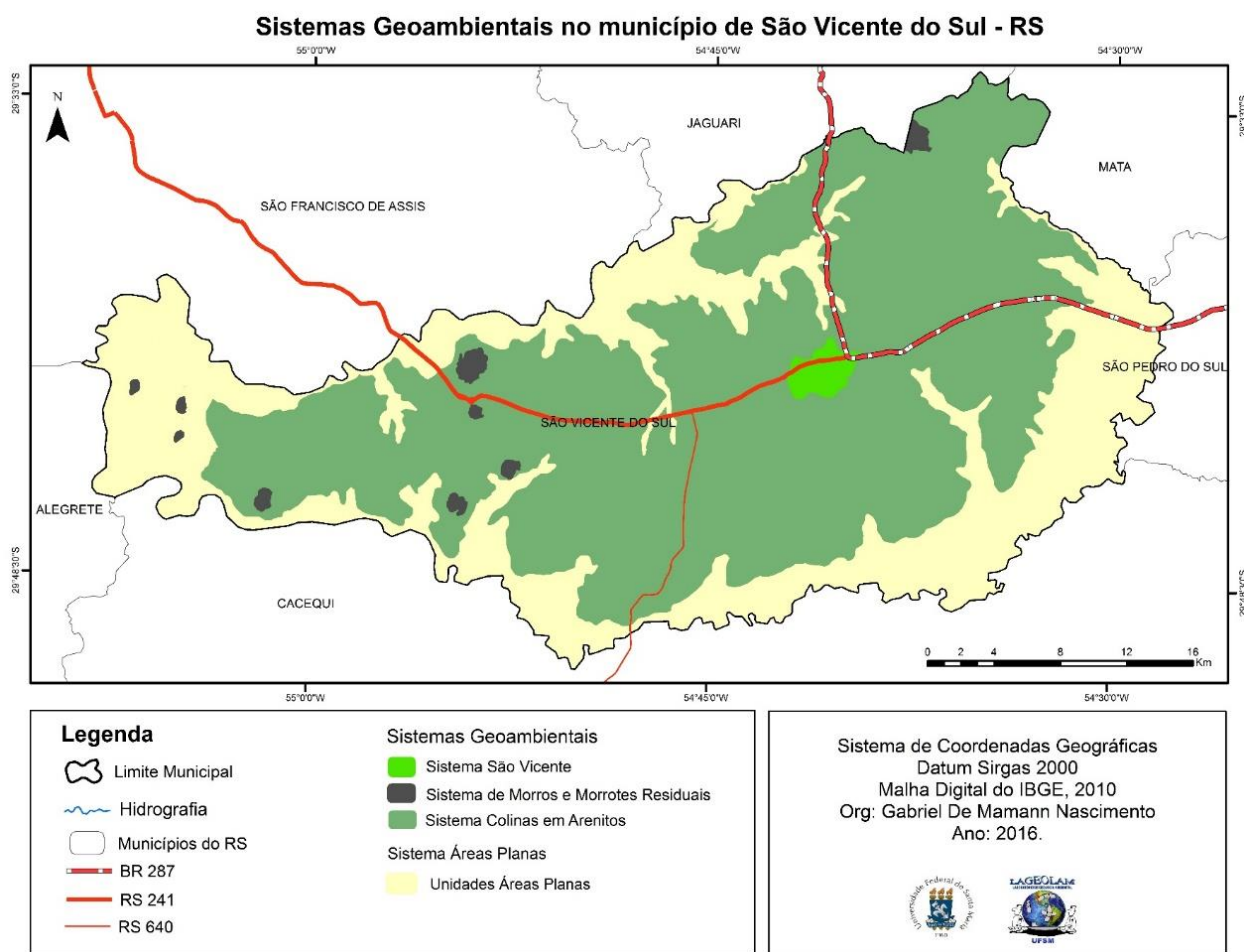 Sistemas Geoambientais no município de São Vicente do Sul - RS
55°0'0"W
54°45'0"W
54°30'0"W
29°33'0"S
N
JAGUARI
MATA
SÃO FRANCISCO DE ASSIS
SÃO PEDRO DO SUL
SÃO VICENTE DO SUL
ALEGRETE
29°48'30"S
CACEQUI
0 2 4 8 12 16
Km
55°0'0"W
54°45'0"W
54°30'0"W
Legenda
Limite Municipal
Hidrografia
Municípios do RS
BR 287
RS 241
RS 640
Sistemas Geoambientais
Sistema São Vicente
Sistema de Morros e Morrotes Residuais
Sistema Colinas em Arenitos
Sistema Áreas Planas
Unidades Áreas Planas
Sistema de Coordenadas Geográficas
Datum Sirgas 2000
Malha Digital do IBGE, 2010
Org: Gabriel De Mamann Nascimento
Ano: 2016.
Universidade Federal de Santa Maria
LAGEOLAM
UFSM